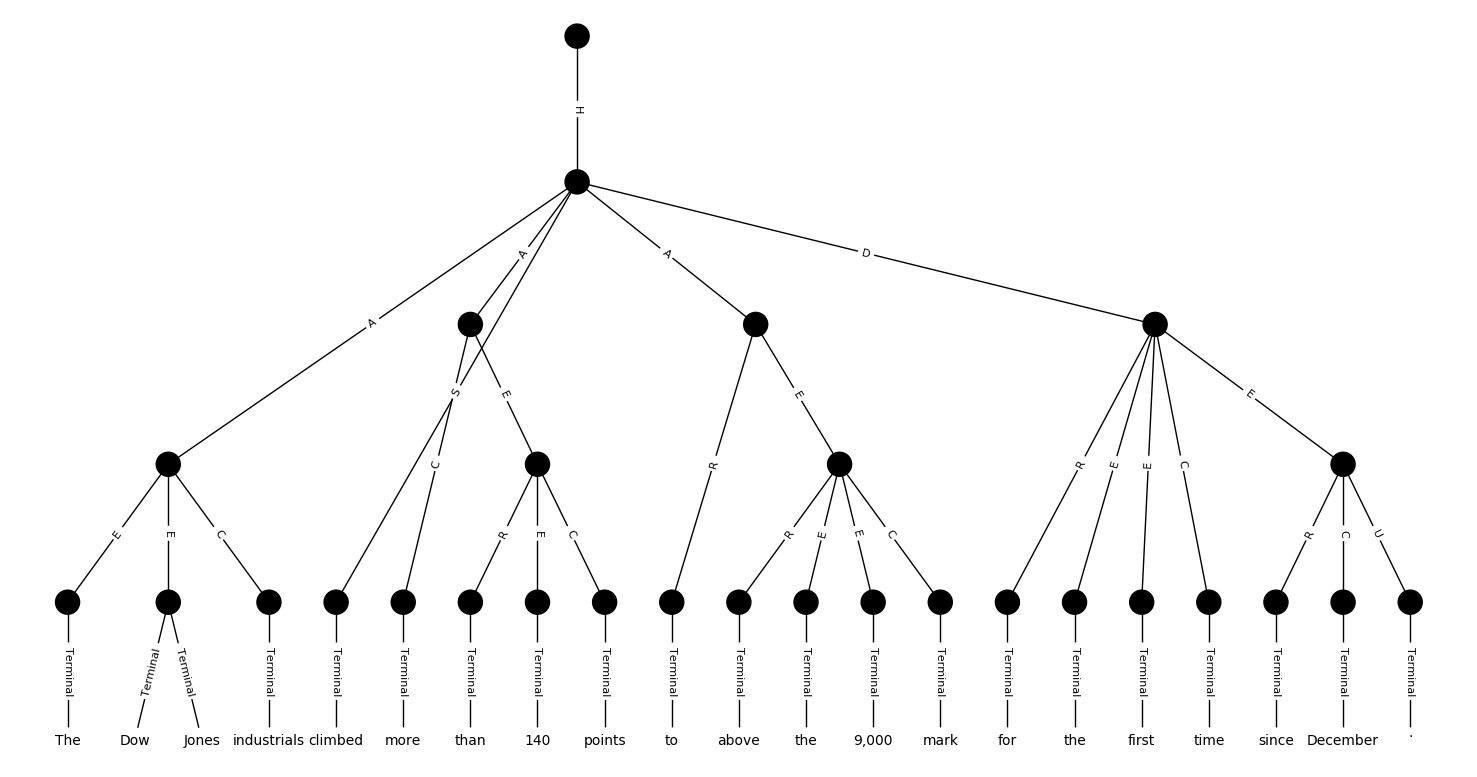 H
A A A D
S E E E
C R R E E C
E E C R E C R E E C R C U
Terminal Terminal Terminal Terminal Terminal Terminal Terminal Terminal Terminal Terminal Terminal Terminal Terminal Terminal Terminal Terminal Terminal Terminal Terminal Terminal Terminal
The Dow Jones industrials climbed more than 140 points to above the 9,000 mark for the first time since December .